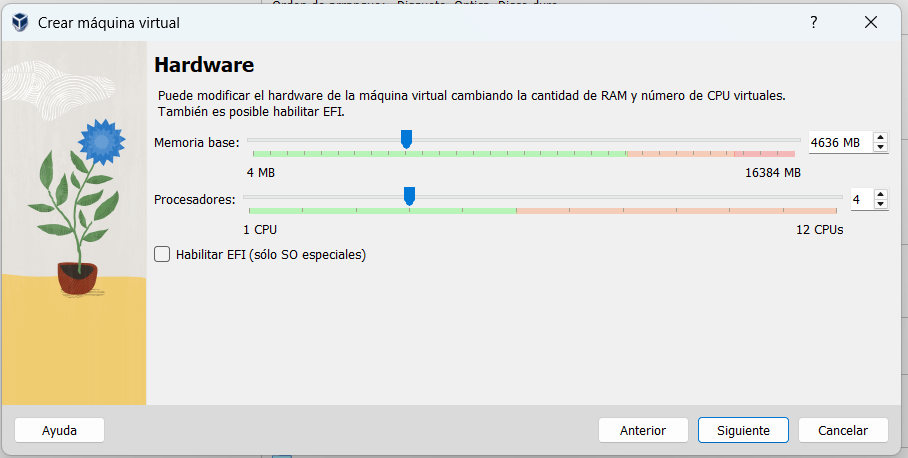 Crear máquina virtual
?
Hardware
Puede modificar el hardware de la máquina virtual cambiando la cantidad de RAM y número de CPU virtuales.
También es posible habilitar EFI.
Memoria base:
4636 MB
4 MB
16384 MB
Procesadores:
4
1 CPU
12 CPUs
Habilitar EFI (sólo SO especiales)
Ayuda
Anterior
Siguiente
Cancelar